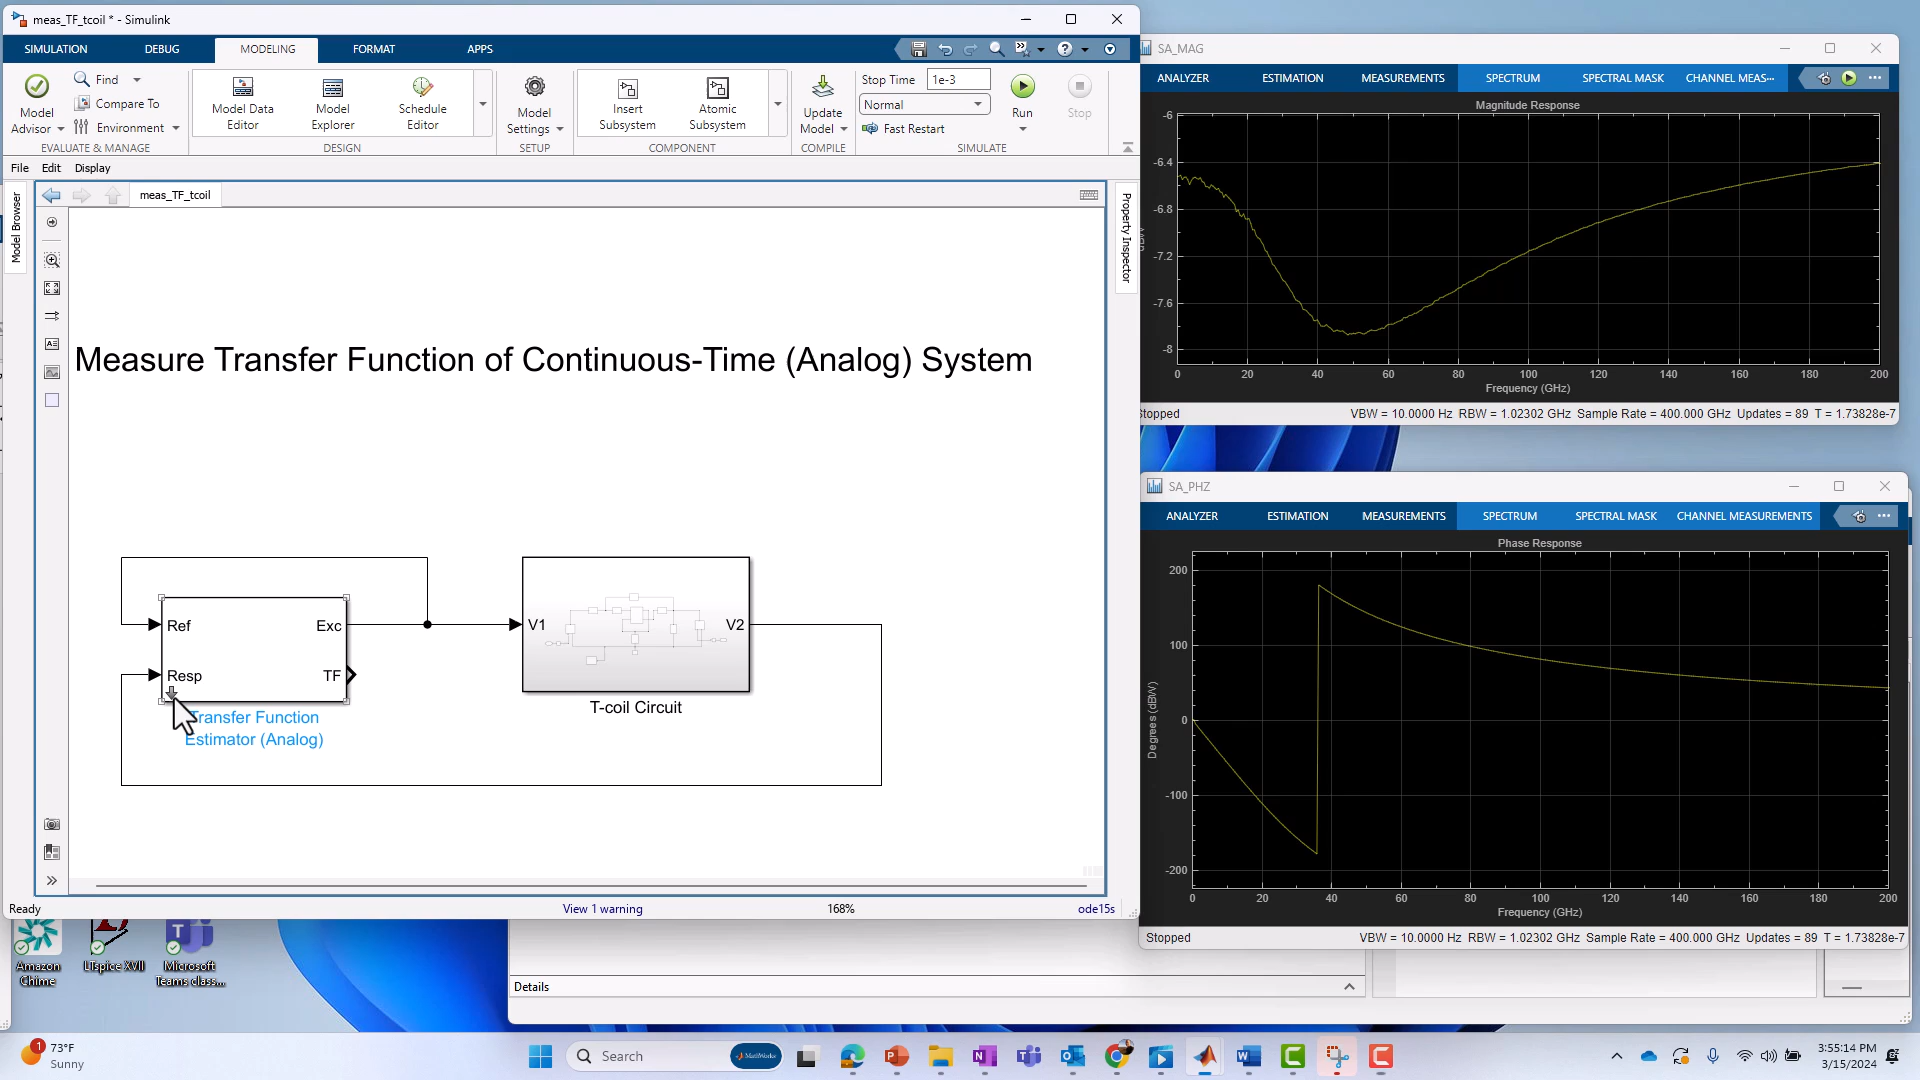 meas_TF_tcoil * - Simulink
SIMULATION DEBUG MODELING FORMAT APPS
Model Advisor
Find
Compare To
Environment
EVALUATE & MANAGE
Model Data Editor
Model Explorer
Schedule Editor
DESIGN
Model Settings
SETUP
Insert Subsystem
Atomic Subsystem
COMPONENT
Update Model
COMPILE
Stop Time 1e-3
Normal
Fast Restart
Run
Stop
SIMULATE
File Edit Display
meas_TF_tcoil
Model Browser
Property Inspector
Measure Transfer Function of Continuous-Time (Analog) System
Ref Exc
Resp TF
Transfer Function
Estimator (Analog)
V1 V2
T-coil Circuit
Ready View 1 warning 168% ode15s
SA_MAG
ANALYZER ESTIMATION MEASUREMENTS SPECTRUM SPECTRAL MASK CHANNEL MEAS···
Magnitude Response
-6
-6.4
-6.8
-7.2
-7.6
-8
0 20 40 60 80 100 120 140 160 180 200
Frequency (GHz)
Stopped VBW = 10.0000 Hz RBW = 1.02302 GHz Sample Rate = 400.000 GHz Updates = 89 T = 1.73828e-7
SA_PHZ
ANALYZER ESTIMATION MEASUREMENTS SPECTRUM SPECTRAL MASK CHANNEL MEASUREMENTS
Phase Response
Degrees (dBW)
200
100
0
-100
-200
0 20 40 60 80 100 120 140 160 180 200
Frequency (GHz)
Stopped VBW = 10.0000 Hz RBW = 1.02302 GHz Sample Rate = 400.000 GHz Updates = 89 T = 1.73828e-7
Amazon Chime
LTspice XVII
Microsoft Teams class...
Details
1
73°F
Sunny
Search
MathWorks
3:55:14 PM
3/15/2024